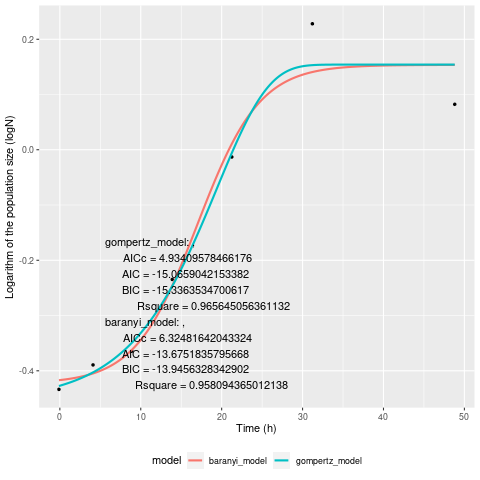 0.2
0.0
-0.2
-0.4
Logarithm of the population size (logN)
gompertz_model: ,
AICc = 4.93409578466176
AIC = -15.0659042153382
BIC = -15.3363534700617
Rsquare = 0.965645056361132
baranyi_model: ,
AICc = 6.32481642043324
AIC = -13.6751835795668
BIC = -13.9456328342902
Rsquare = 0.958094365012138
0 10 20 30 40 50
Time (h)
model baranyi_model gompertz_model